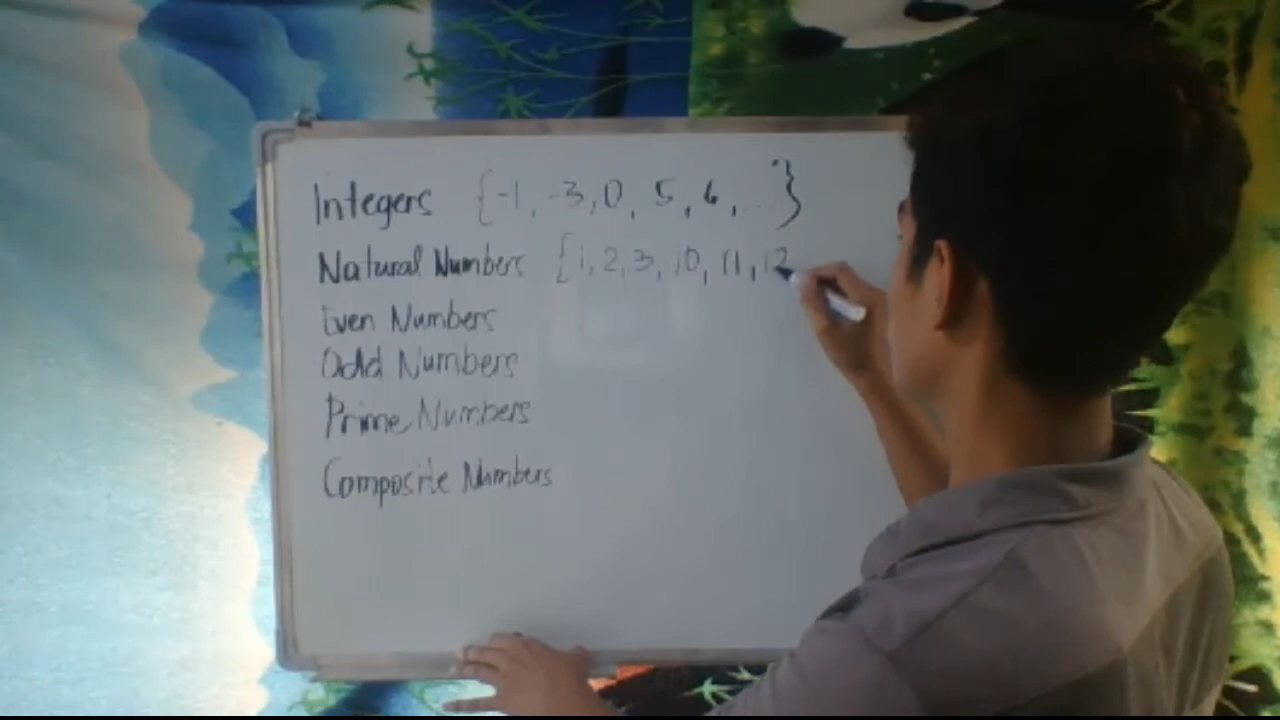 Integers {-1, -3, 0, 5, 6, ...}
Natural Numbers {1, 2, 3, 10, 11, 12
Even Numbers
Odd Numbers
Prime Numbers
Composite Numbers